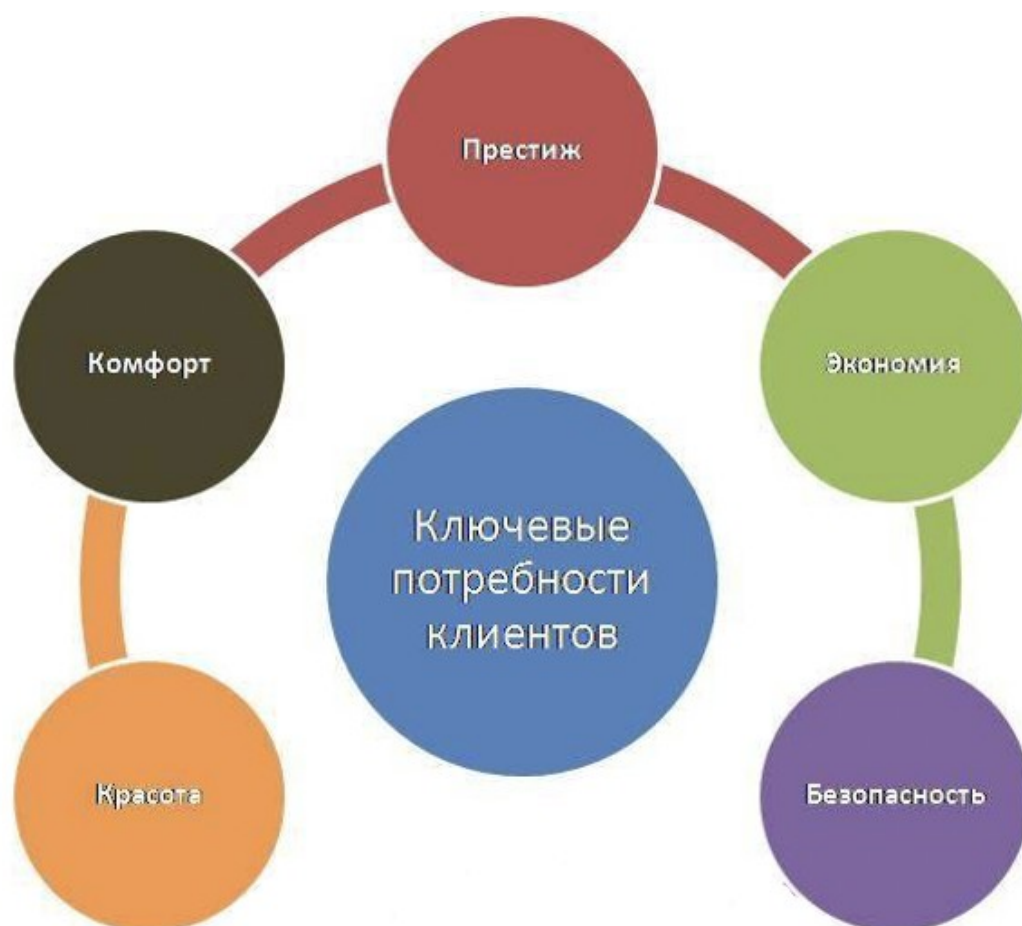 Престиж
Комфорт
Экономия
Ключевые
потребности
клиентов
Красота
Безопасность